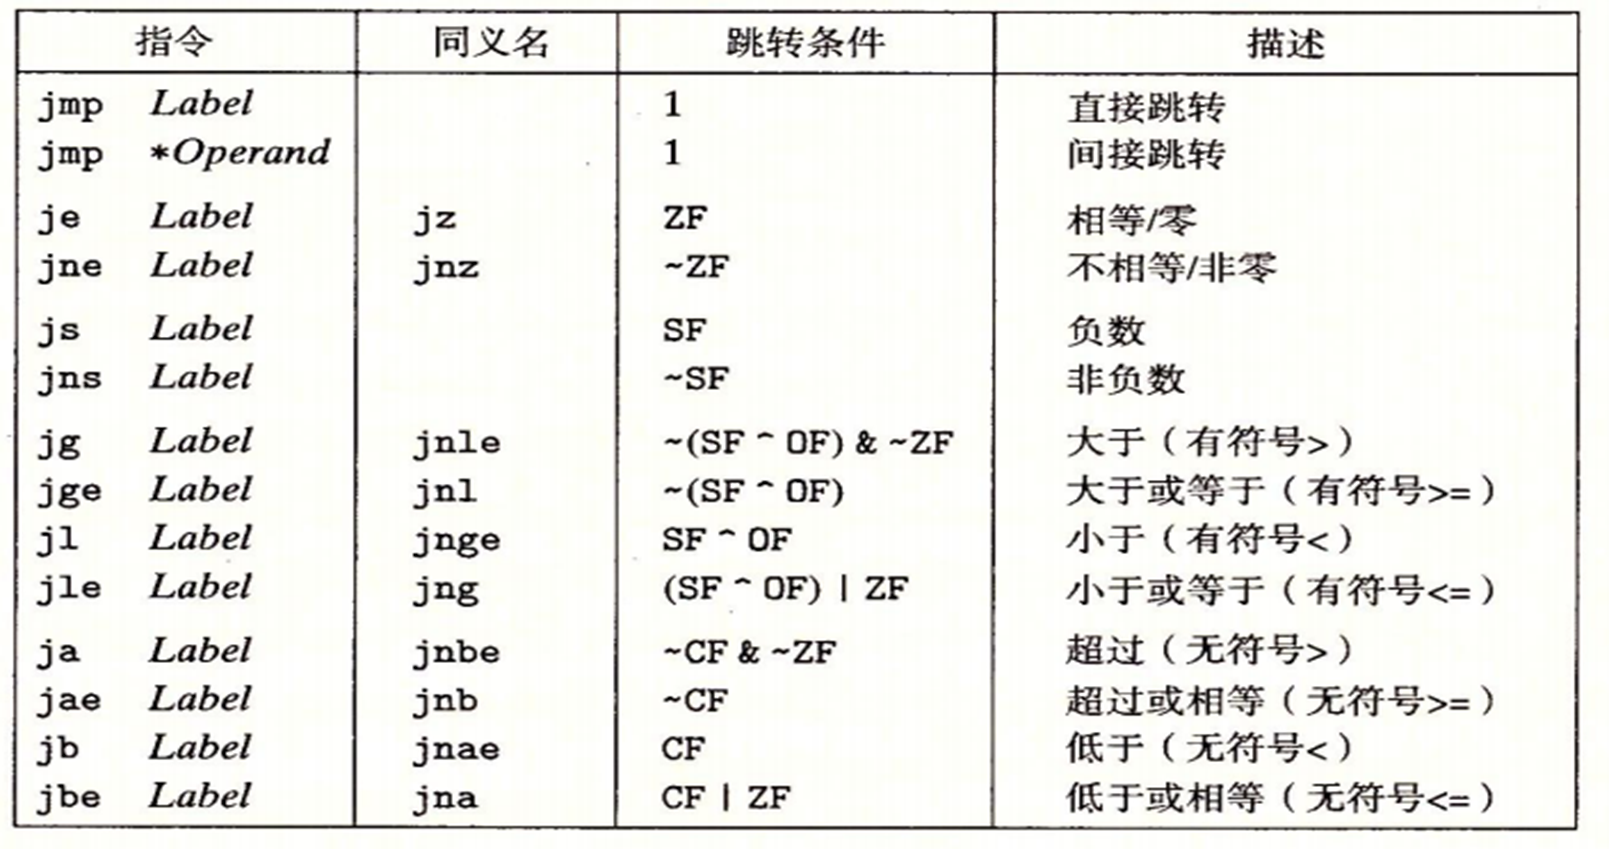 指令 同义名 跳转条件 描述
jmp Label 1 直接跳转
jmp *Operand 1 间接跳转
je Label jz ZF 相等/零
jne Label jnz ~ZF 不相等/非零
js Label SF 负数
jns Label ~SF 非负数
jg Label jnle ~(SF ^ OF) & ~ZF 大于（有符号>）
jge Label jnl ~(SF ^ OF) 大于或等于（有符号>=）
jl Label jnge SF ^ OF 小于（有符号<）
jle Label jng (SF ^ OF) | ZF 小于或等于（有符号<=）
ja Label jnbe ~CF & ~ZF 超过（无符号>）
jae Label jnb ~CF 超过或相等（无符号>=）
jb Label jnae CF 低于（无符号<）
jbe Label jna CF | ZF 低于或相等（无符号<=）